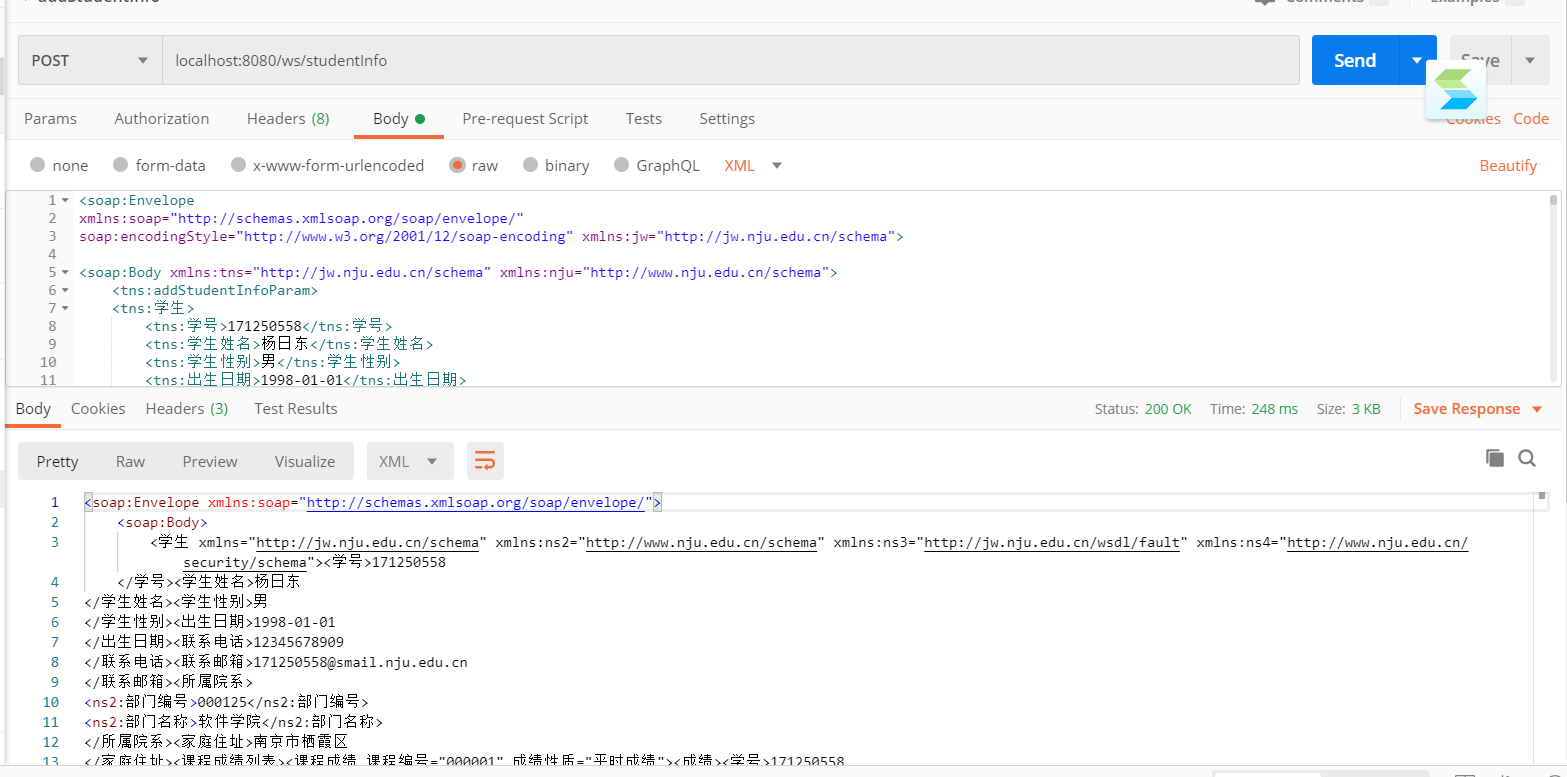 addStudentInfo
Comments
Examples
POST
localhost:8080/ws/studentInfo
Send
Save
Params Authorization Headers (8) Body Pre-request Script Tests Settings
Cookies Code
none form-data x-www-form-urlencoded raw binary GraphQL XML
Beautify
1 <soap:Envelope
2 xmlns:soap="http://schemas.xmlsoap.org/soap/envelope/"
3 soap:encodingStyle="http://www.w3.org/2001/12/soap-encoding" xmlns:jw="http://jw.nju.edu.cn/schema">
4
5 <soap:Body xmlns:tns="http://jw.nju.edu.cn/schema" xmlns:nju="http://www.nju.edu.cn/schema">
6 <tns:addStudentInfoParam>
7 <tns:学生>
8 <tns:学号>171250558</tns:学号>
9 <tns:学生姓名>杨日东</tns:学生姓名>
10 <tns:学生性别>男</tns:学生性别>
11 <tns:出生日期>1998-01-01</tns:出生日期>
Body Cookies Headers (3) Test Results
Status: 200 OK Time: 248 ms Size: 3 KB Save Response
Pretty Raw Preview Visualize XML
1 <soap:Envelope xmlns:soap="http://schemas.xmlsoap.org/soap/envelope/">
2 <soap:Body>
3 <学生 xmlns="http://jw.nju.edu.cn/schema" xmlns:ns2="http://www.nju.edu.cn/schema" xmlns:ns3="http://jw.nju.edu.cn/wsdl/fault" xmlns:ns4="http://www.nju.edu.cn/
security/schema"><学号>171250558
4 </学号><学生姓名>杨日东
5 </学生姓名><学生性别>男
6 </学生性别><出生日期>1998-01-01
7 </出生日期><联系电话>12345678909
8 </联系电话><联系邮箱>171250558@smail.nju.edu.cn
9 </联系邮箱><所属院系>
10 <ns2:部门编号>000125</ns2:部门编号>
11 <ns2:部门名称>软件学院</ns2:部门名称>
12 </所属院系><家庭住址>南京市栖霞区
13 </家庭住址><课程成绩列表><课程成绩 课程编号="000001" 成绩性质="平时成绩"><成绩><学号>171250558